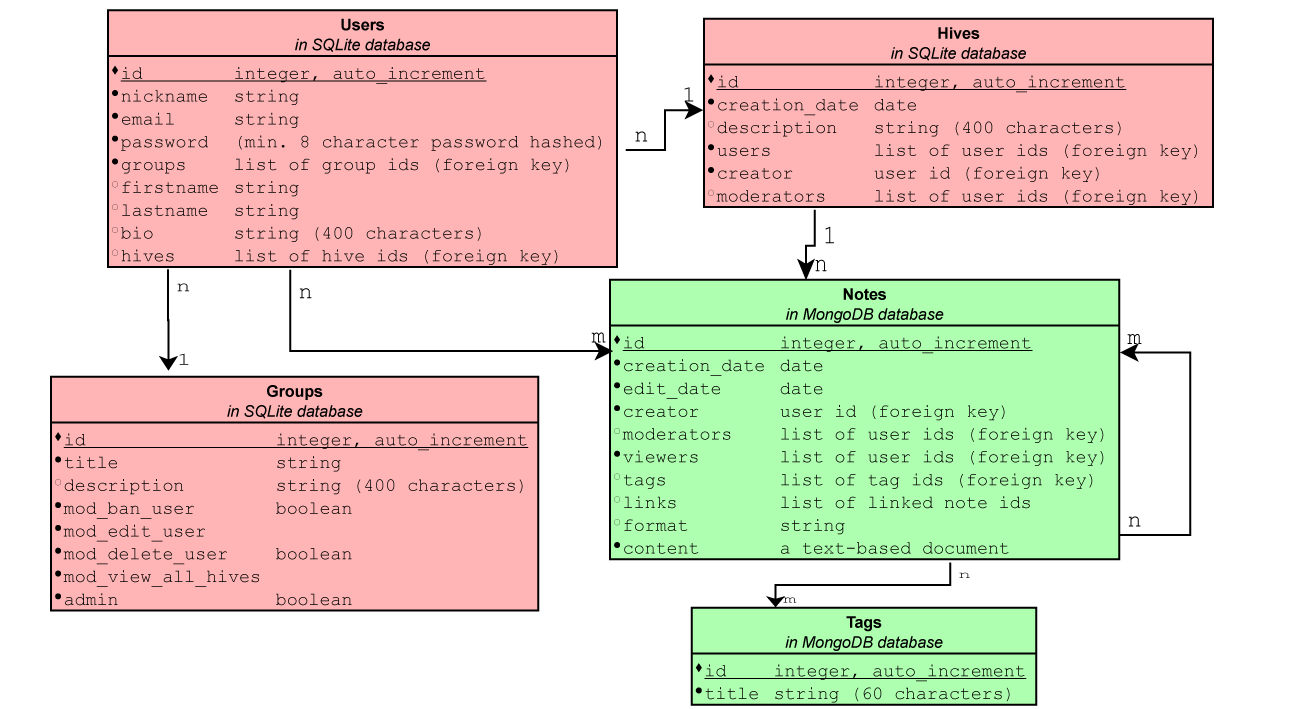 Users
in SQLite database
id integer, auto_increment
nickname string
email string
password (min. 8 character password hashed)
groups list of group ids (foreign key)
firstname string
lastname string
bio string (400 characters)
hives list of hive ids (foreign key)
n
1
Hives
in SQLite database
id integer, auto_increment
creation_date date
description string (400 characters)
users list of user ids (foreign key)
creator user id (foreign key)
moderators list of user ids (foreign key)
1
n
n
1
n
m
Groups
in SQLite database
id integer, auto_increment
title string
description string (400 characters)
mod_ban_user boolean
mod_edit_user
mod_delete_user boolean
mod_view_all_hives
admin boolean
Notes
in MongoDB database
id integer, auto_increment
creation_date date
edit_date date
creator user id (foreign key)
moderators list of user ids (foreign key)
viewers list of user ids (foreign key)
tags list of tag ids (foreign key)
links list of linked note ids
format string
content a text-based document
m
n
n
m
Tags
in MongoDB database
id integer, auto_increment
title string (60 characters)